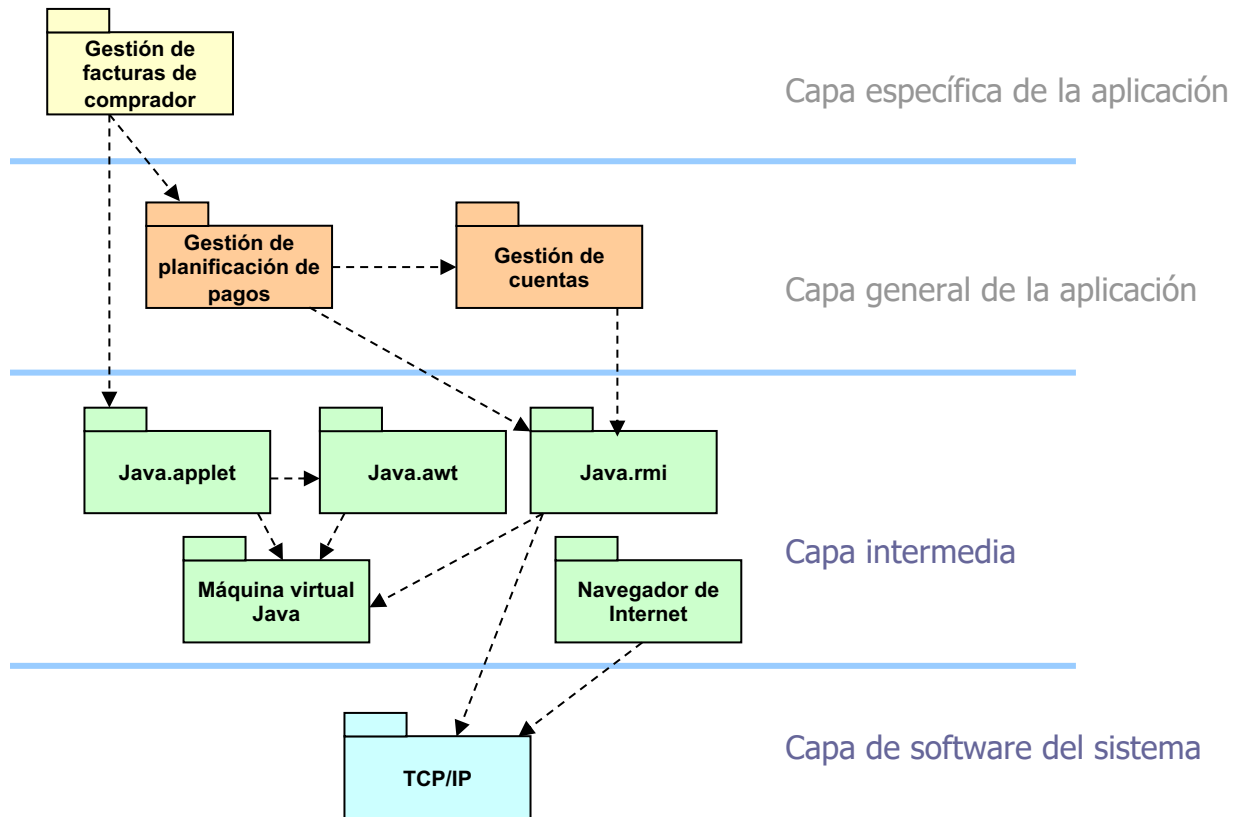 Gestión de
facturas de
comprador
Capa específica de la aplicación
Gestión de
planificación de
pagos
Gestión de
cuentas
Capa general de la aplicación
Java.applet
Java.awt
Java.rmi
Máquina virtual
Java
Navegador de
Internet
Capa intermedia
TCP/IP
Capa de software del sistema